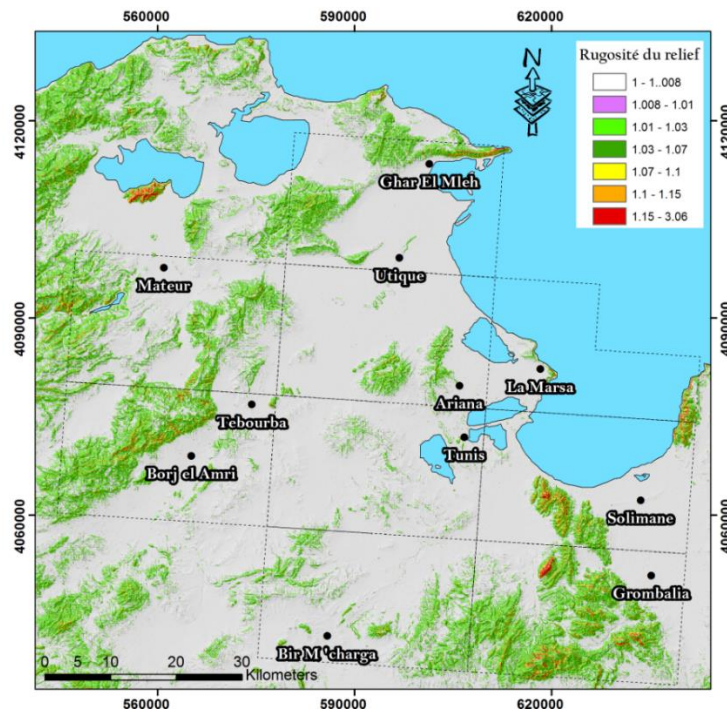 560000 590000 620000
Rugosité du relief
1 - 1..008
1.008 - 1.01
1.01 - 1.03
1.03 - 1.07
1.07 - 1.1
1.1 - 1.15
1.15 - 3.06
N
4120000 4120000
Ghar El Mleh
Utique
Mateur
4090000 4090000
La Marsa
Ariana
Tebourba
Tunis
Borj el Amri
Solimane
4060000 4060000
Grombalia
Bir M'charga
0 5 10 20 30
Kilometers
560000 590000 620000